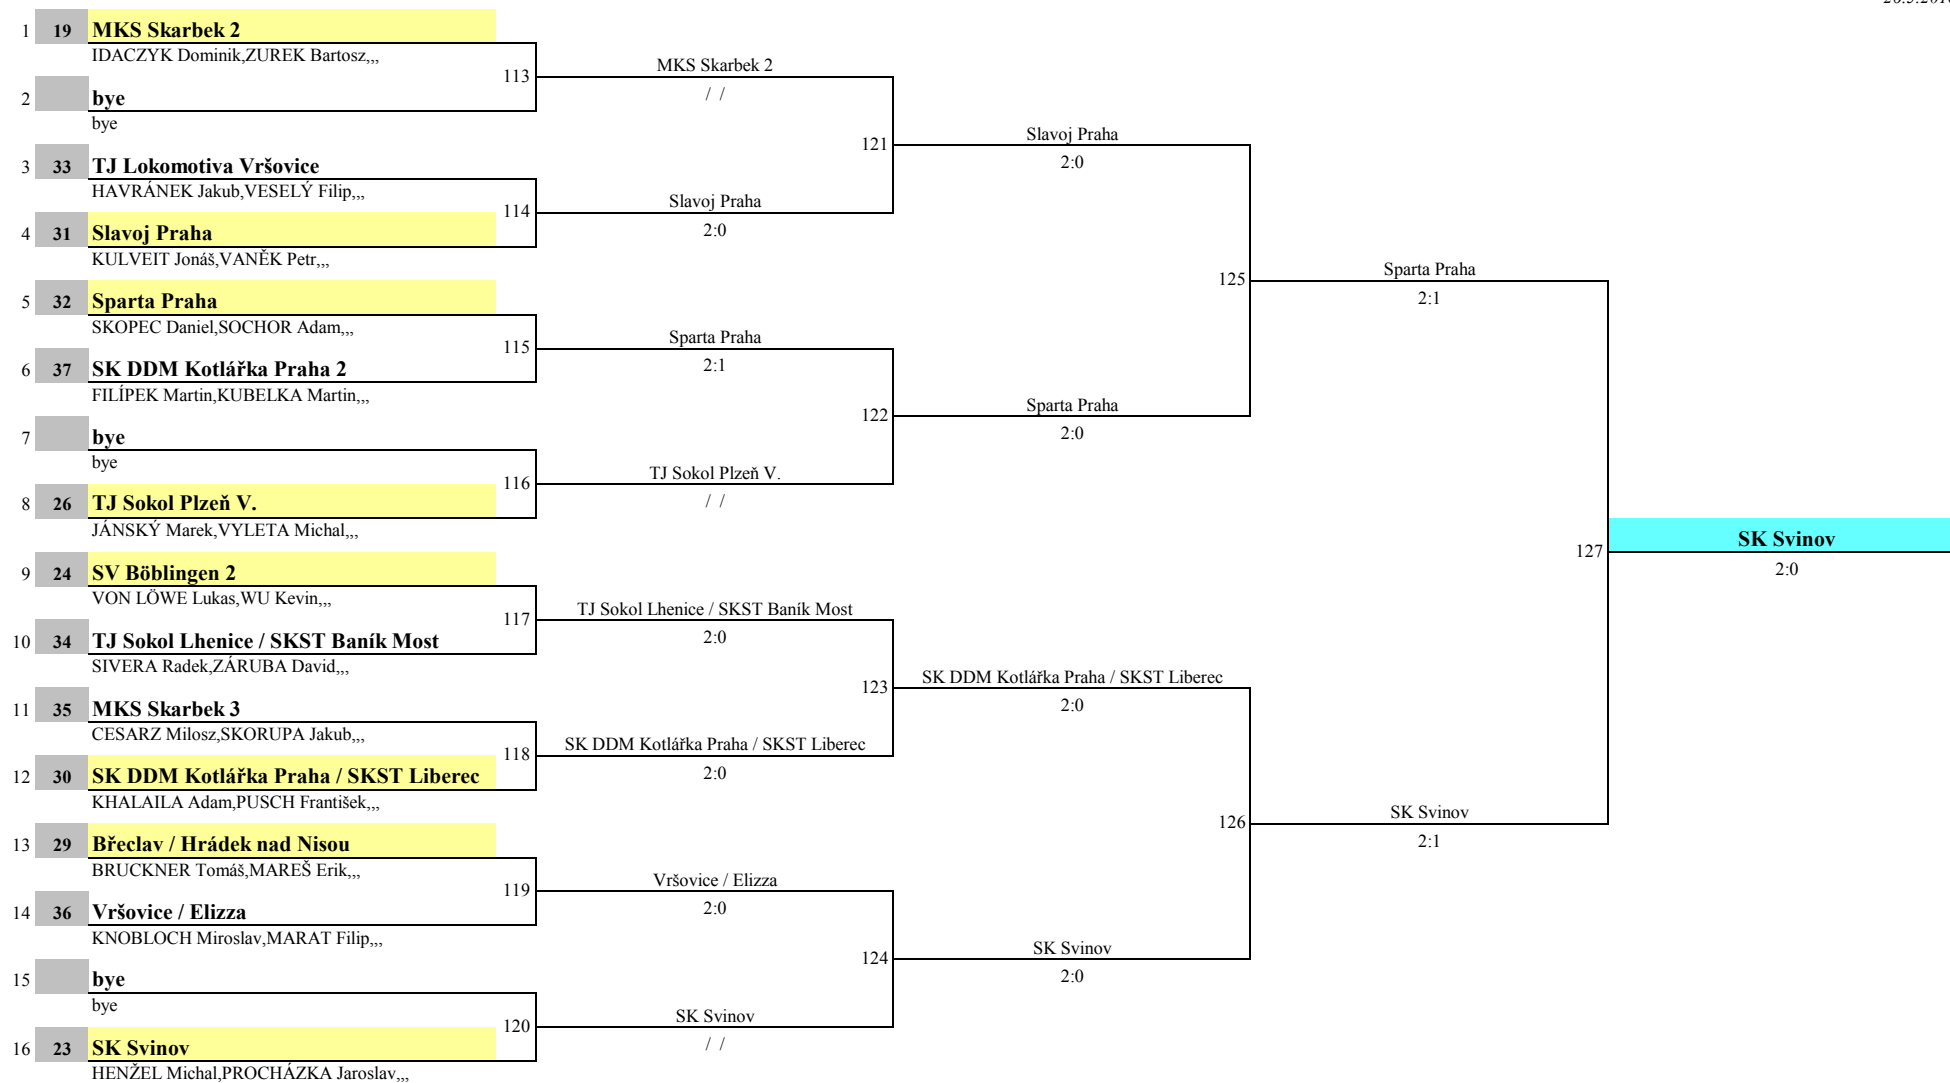 1 19 MKS Skarbek 2
IDACZYK Dominik,ZUREK Bartosz,,,
113 MKS Skarbek 2
/ /
2 bye
bye
121 Slavoj Praha
2:0
3 33 TJ Lokomotiva Vršovice
HAVRÁNEK Jakub,VESELÝ Filip,,,
114 Slavoj Praha
2:0
4 31 Slavoj Praha
KULVEIT Jonáš,VANĚK Petr,,,
125 Sparta Praha
2:1
5 32 Sparta Praha
SKOPEC Daniel,SOCHOR Adam,,,
115 Sparta Praha
2:1
6 37 SK DDM Kotlářka Praha 2
FILÍPEK Martin,KUBELKA Martin,,,
122 Sparta Praha
2:0
7 bye
bye
116 TJ Sokol Plzeň V.
/ /
8 26 TJ Sokol Plzeň V.
JÁNSKÝ Marek,VYLETA Michal,,,
127 SK Svinov
2:0
9 24 SV Böblingen 2
VON LÖWE Lukas,WU Kevin,,,
117 TJ Sokol Lhenice / SKST Baník Most
2:0
10 34 TJ Sokol Lhenice / SKST Baník Most
SIVERA Radek,ZÁRUBA David,,,
123 SK DDM Kotlářka Praha / SKST Liberec
2:0
11 35 MKS Skarbek 3
CESARZ Milosz,SKORUPA Jakub,,,
118 SK DDM Kotlářka Praha / SKST Liberec
2:0
12 30 SK DDM Kotlářka Praha / SKST Liberec
KHALAILA Adam,PUSCH František,,,
126 SK Svinov
2:1
13 29 Břeclav / Hrádek nad Nisou
BRUCKNER Tomáš,MAREŠ Erik,,,
119 Vršovice / Elizza
2:0
14 36 Vršovice / Elizza
KNOBLOCH Miroslav,MARAT Filip,,,
124 SK Svinov
2:0
15 bye
bye
120 SK Svinov
/ /
16 23 SK Svinov
HENŽEL Michal,PROCHÁZKA Jaroslav,,,